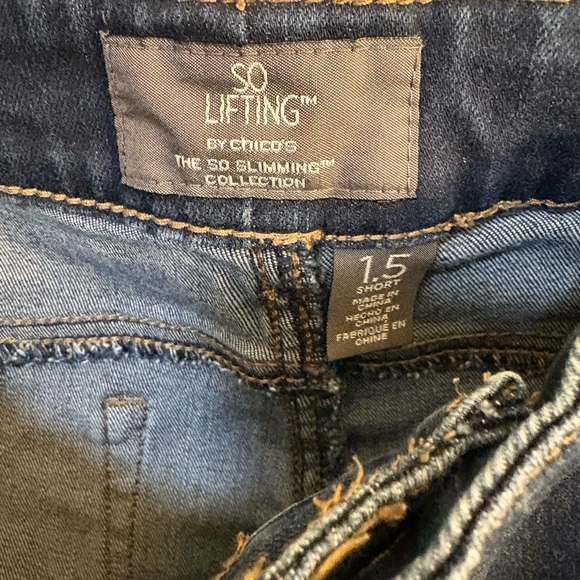 SO
LIFTING™
BY CHICO'S
THE SO SLIMMING™
COLLECTION
1.5
SHORT
MADE IN
CHINA
HECHO EN
CHINA
FABRIQUE EN
CHINE